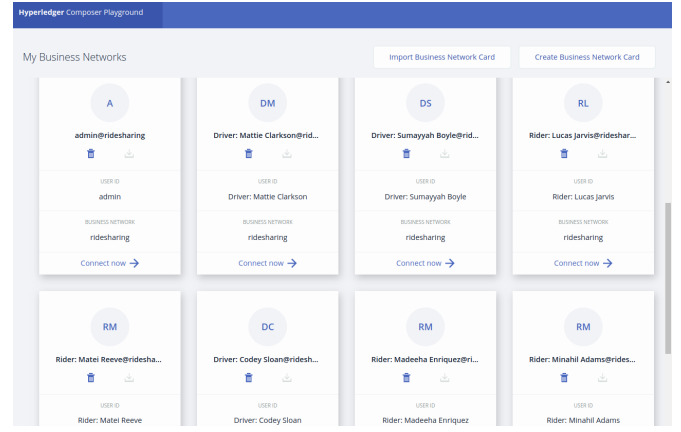 Hyperledger Composer Playground
My Business Networks
Import Business Network Card
Create Business Network Card
A
DM
DS
RL
admin@ridesharing
Driver: Mattie Clarkson@rid...
Driver: Sumayyah Boyle@rid...
Rider: Lucas Jarvis@rideshar...
USER ID
USER ID
USER ID
USER ID
admin
Driver: Mattie Clarkson
Driver: Sumayyah Boyle
Rider: Lucas Jarvis
BUSINESS NETWORK
BUSINESS NETWORK
BUSINESS NETWORK
BUSINESS NETWORK
ridesharing
ridesharing
ridesharing
ridesharing
Connect now
Connect now
Connect now
Connect now
RM
DC
RM
RM
Rider: Matei Reeve@ridesha...
Driver: Codey Sloan@ridesh...
Rider: Madeeha Enriquez@ri...
Rider: Minahil Adams@rides...
USER ID
USER ID
USER ID
USER ID
Rider: Matei Reeve
Driver: Codey Sloan
Rider: Madeeha Enriquez
Rider: Minahil Adams